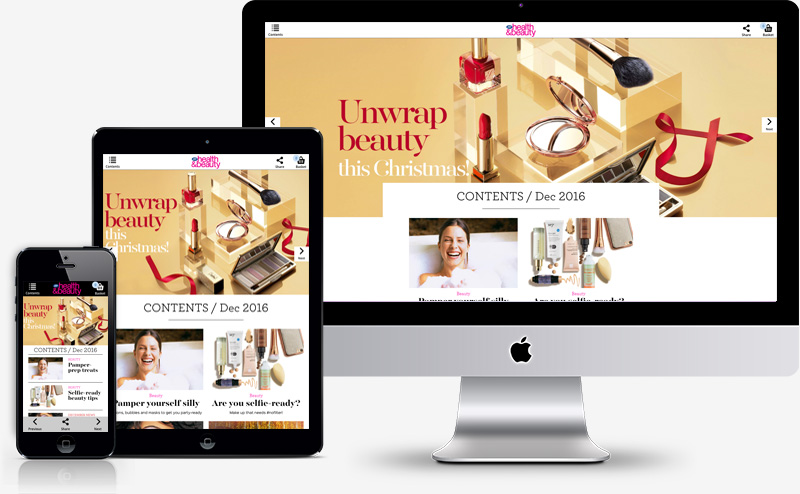 Contents
health
&beauty
Share
Basket
Unwrap
beauty
this Christmas!
Next
CONTENTS / Dec 2016
Beauty
Pamper yourself silly
Beauty
Are you selfie-ready?
Contents
health
&beauty
Share
Basket
Unwrap
beauty
this
Christmas!
Next
CONTENTS / Dec 2016
Beauty
Pamper yourself silly
bubbles and masks to get you party-ready
Beauty
Are you selfie-ready?
Make up that needs #nofilter!
Contents
health
&beauty
Basket
Unwrap
beauty
this Christmas!
CONTENTS / Dec 2016
BEAUTY
Pamper-
prep treats
BEAUTY
Selfie-ready
beauty tips
Previous
Share
Next